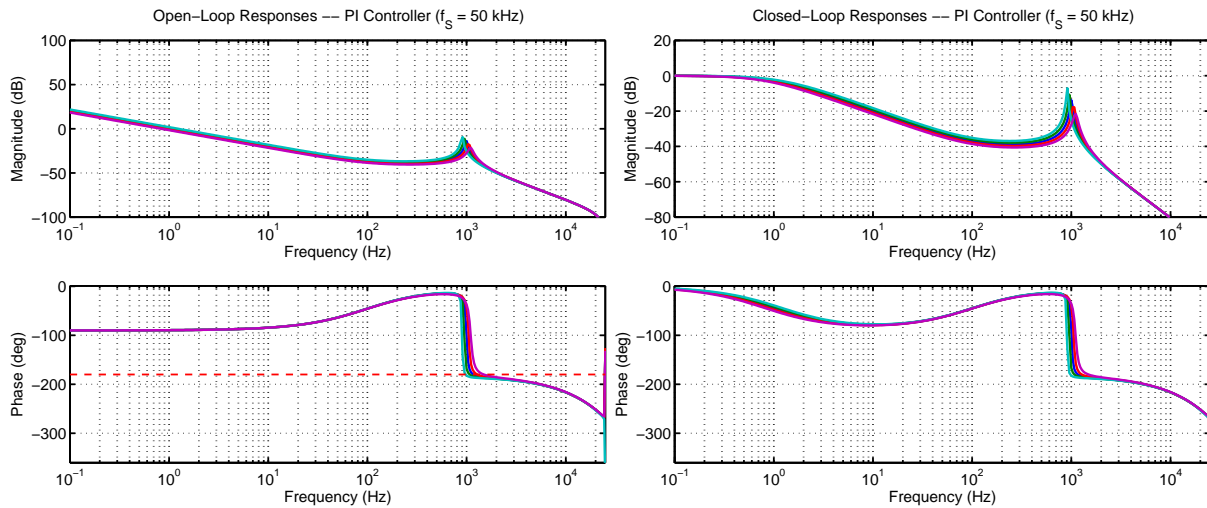 Open−Loop Responses −− PI Controller (f_S = 50 kHz)
Magnitude (dB)
100
50
0
−50
−100
10^−1 10^0 10^1 10^2 10^3 10^4
Frequency (Hz)
Phase (deg)
0
−100
−200
−300
10^−1 10^0 10^1 10^2 10^3 10^4
Frequency (Hz)
Closed−Loop Responses −− PI Controller (f_S = 50 kHz)
Magnitude (dB)
20
0
−20
−40
−60
−80
10^−1 10^0 10^1 10^2 10^3 10^4
Frequency (Hz)
Phase (deg)
0
−100
−200
−300
10^−1 10^0 10^1 10^2 10^3 10^4
Frequency (Hz)